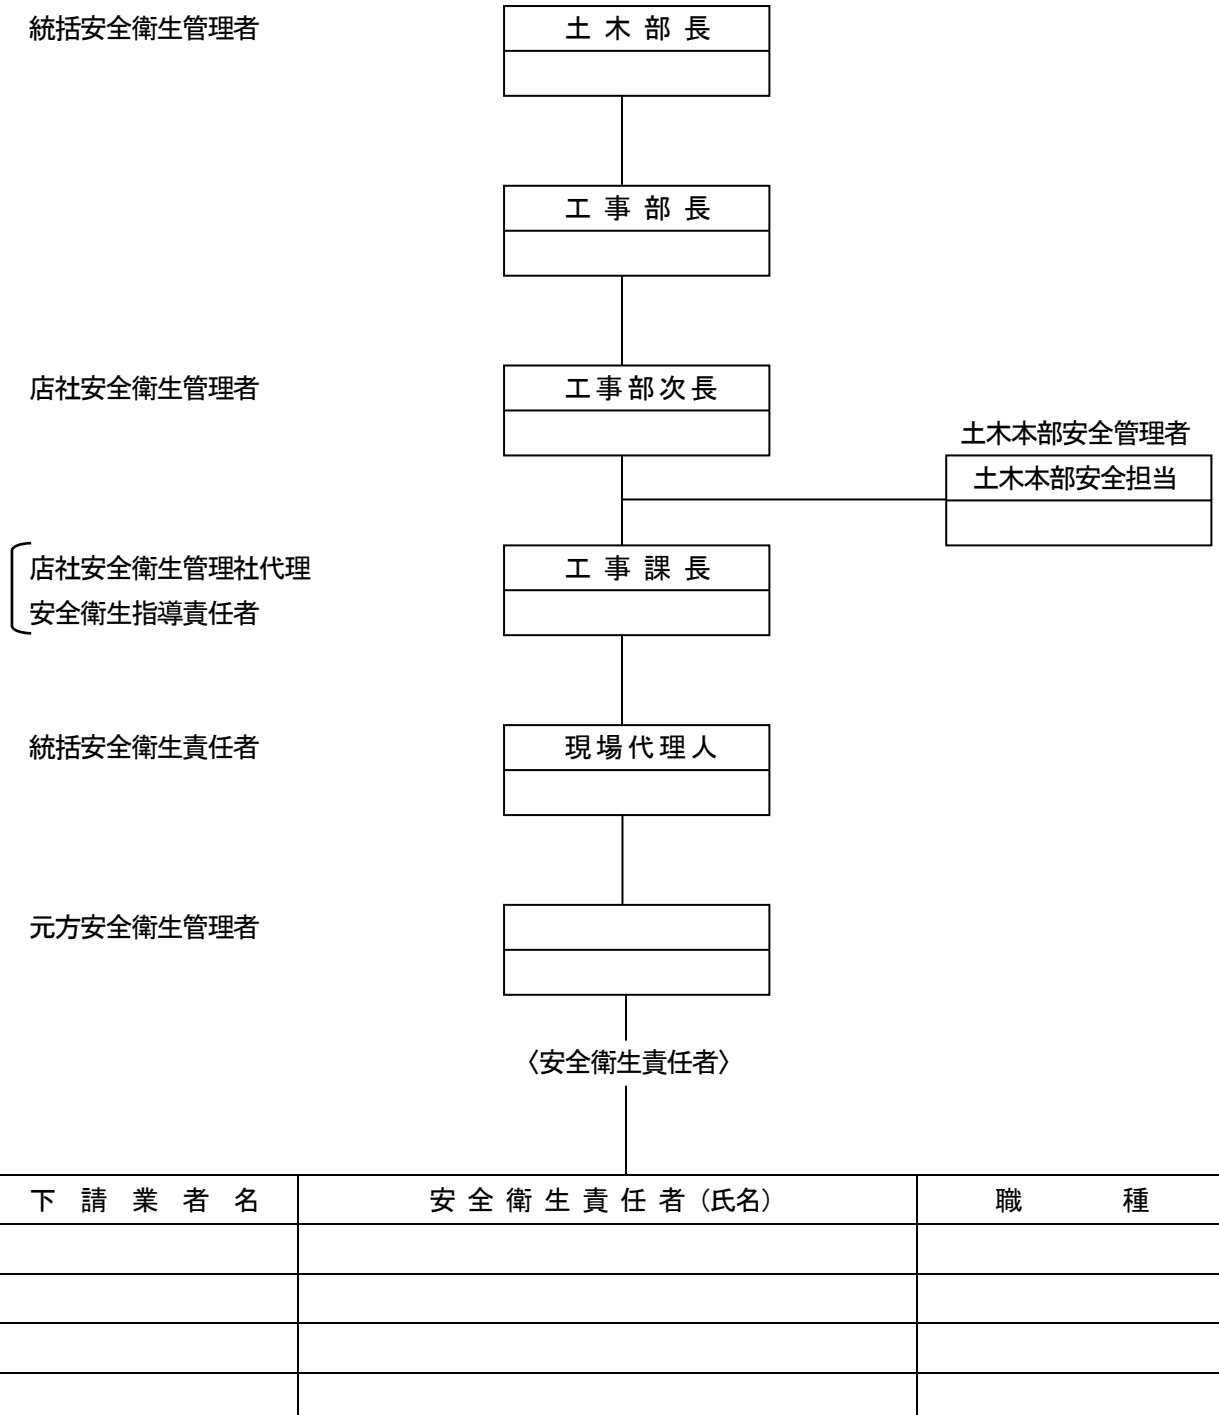 統括安全衛生管理者
土木部長
工事部長
店社安全衛生管理者
工事部次長
土木本部安全管理者
土木本部安全担当
店社安全衛生管理社代理
安全衛生指導責任者
工事課長
統括安全衛生責任者
現場代理人
元方安全衛生管理者
〈安全衛生責任者〉
下請業者名 安全衛生責任者(氏名) 職種